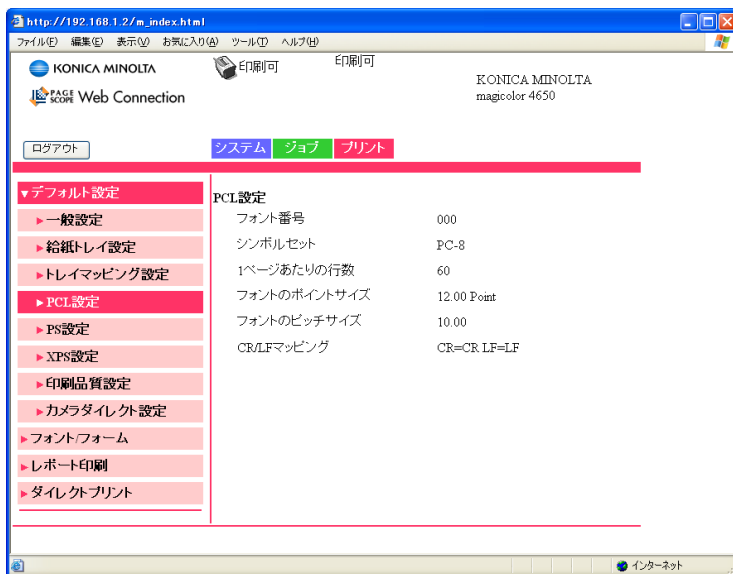 http://192.168.1.2/m_index.html
ファイル(F) 編集(E) 表示(V) お気に入り(A) ツール(T) ヘルプ(H)
KONICA MINOLTA
印刷可
印刷可
KONICA MINOLTA
magicolor 4650
PAGE SCOPE Web Connection
ログアウト
システム ジョブ プリント
▼デフォルト設定
▶一般設定
▶給紙トレイ設定
▶トレイマッピング設定
▶PCL設定
▶PS設定
▶XPS設定
▶印刷品質設定
▶カメラダイレクト設定
▶フォント/フォーム
▶レポート印刷
▶ダイレクトプリント
PCL設定
フォント番号 000
シンボルセット PC-8
1ページあたりの行数 60
フォントのポイントサイズ 12.00 Point
フォントのピッチサイズ 10.00
CR/LFマッピング CR=CR LF=LF
インターネット